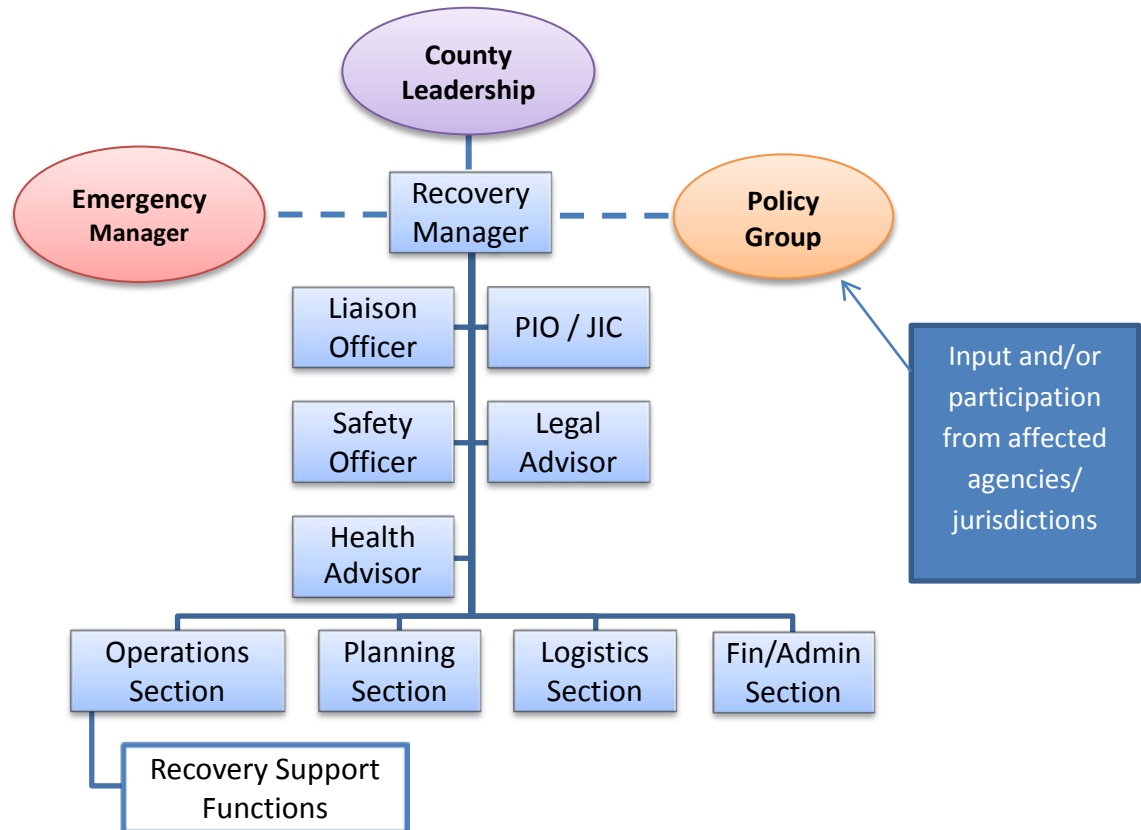 County
Leadership
Emergency
Manager
Recovery
Manager
Policy
Group
Liaison
Officer
PIO / JIC
Input and/or
participation
from affected
agencies/
jurisdictions
Safety
Officer
Legal
Advisor
Health
Advisor
Operations
Section
Planning
Section
Logistics
Section
Fin/Admin
Section
Recovery Support
Functions